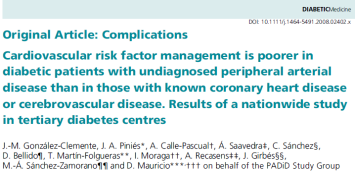 DIABETICMedicine
DOI: 10.1111/j.1464-5491.2008.02402.x
Original Article: Complications
Cardiovascular risk factor management is poorer in
diabetic patients with undiagnosed peripheral arterial
disease than in those with known coronary heart disease
or cerebrovascular disease. Results of a nationwide study
in tertiary diabetes centres
J.-M. González-Clemente, J. A. Piniés*, A. Calle-Pascual†, Á. Saavedra‡, C. Sánchez§,
D. Bellido¶, T. Martín-Folgueras**, I. Moraga††, A. Recasens‡‡, J. Girbés§§,
M.-Á. Sánchez-Zamorano¶¶ and D. Mauricio***·††† on behalf of the PADiD Study Group